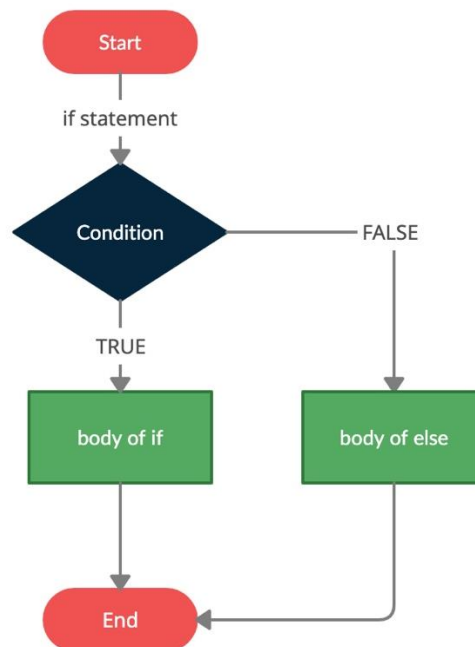 Start
if statement
Condition
FALSE
TRUE
body of if
body of else
End